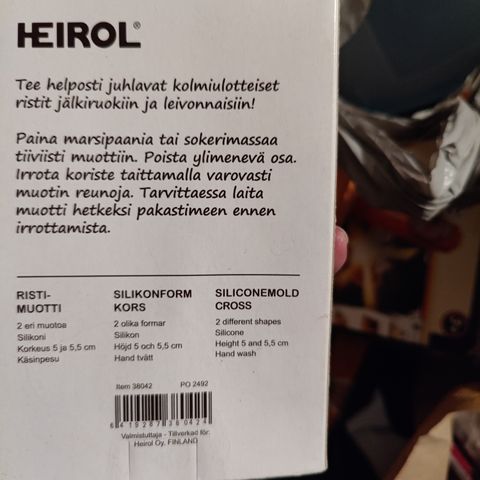 HEIROL®
Tee helposti juhlavat kolmiulotteiset
ristit jälkiruokiin ja leivonnaisiin!
Paina marsipaania tai sokerimassaa
tiiviisti muottiin. Poista ylimenevä osa.
Irrota koriste taittamalla varovasti
muotin reunoja. Tarvittaessa laita
muotti hetkeksi pakastimeen ennen
irrottamista.
RISTI-
MUOTTI
2 eri muotoa
Silikoni
Korkeus 5 ja 5,5 cm
Käsinpesu
SILIKONFORM
KORS
2 olika formar
Silikon
Höjd 5 och 5,5 cm
Hand tvätt
SILICONEMOLD
CROSS
2 different shapes
Silicone
Height 5 and 5,5 cm
Hand wash
Item 38042 PO 2492
6 419287 380424
Valmistuttaja - Tillverkad för:
Heirol Oy, FINLAND